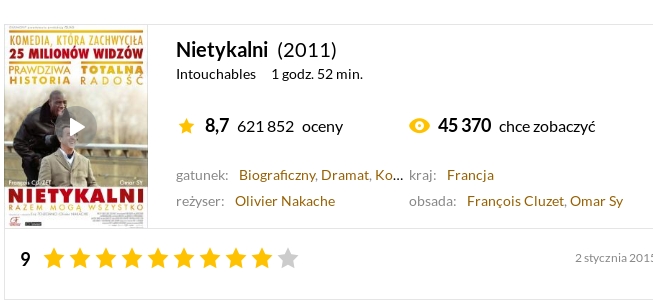 KOMEDIA, KTÓRA ZACHWYCIŁA
25 MILIONÓW WIDZÓW
PRAWDZIWA HISTORIA
TOTALNA RADOŚĆ
François CLUZET Omar SY
NIETYKALNI
RAZEM MOGĄ WSZYSTKO
Nietykalni (2011)
Intouchables 1 godz. 52 min.
8,7 621 852 oceny 45 370 chce zobaczyć
gatunek: Biograficzny, Dramat, Ko... kraj: Francja
reżyser: Olivier Nakache obsada: François Cluzet, Omar Sy
9 2 stycznia 2015